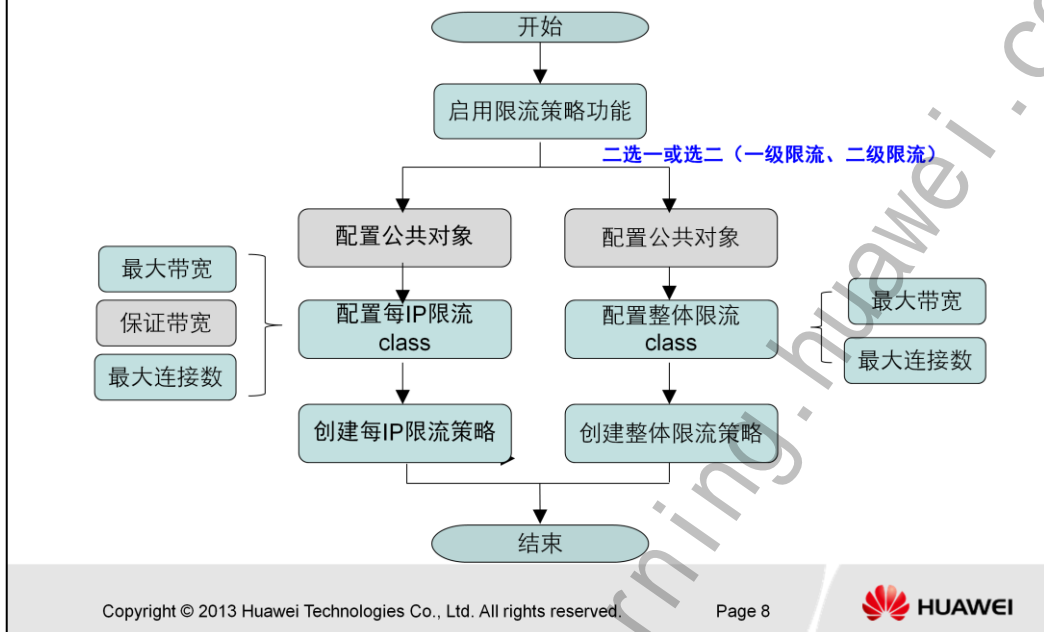 开始
启用限流策略功能
二选一或选二（一级限流、二级限流）
配置公共对象
配置公共对象
最大带宽
保证带宽
最大连接数
配置每IP限流
class
配置整体限流
class
最大带宽
最大连接数
创建每IP限流策略
创建整体限流策略
结束
Copyright © 2013 Huawei Technologies Co., Ltd. All rights reserved.
Page 8
HUAWEI
rning.huawei.co